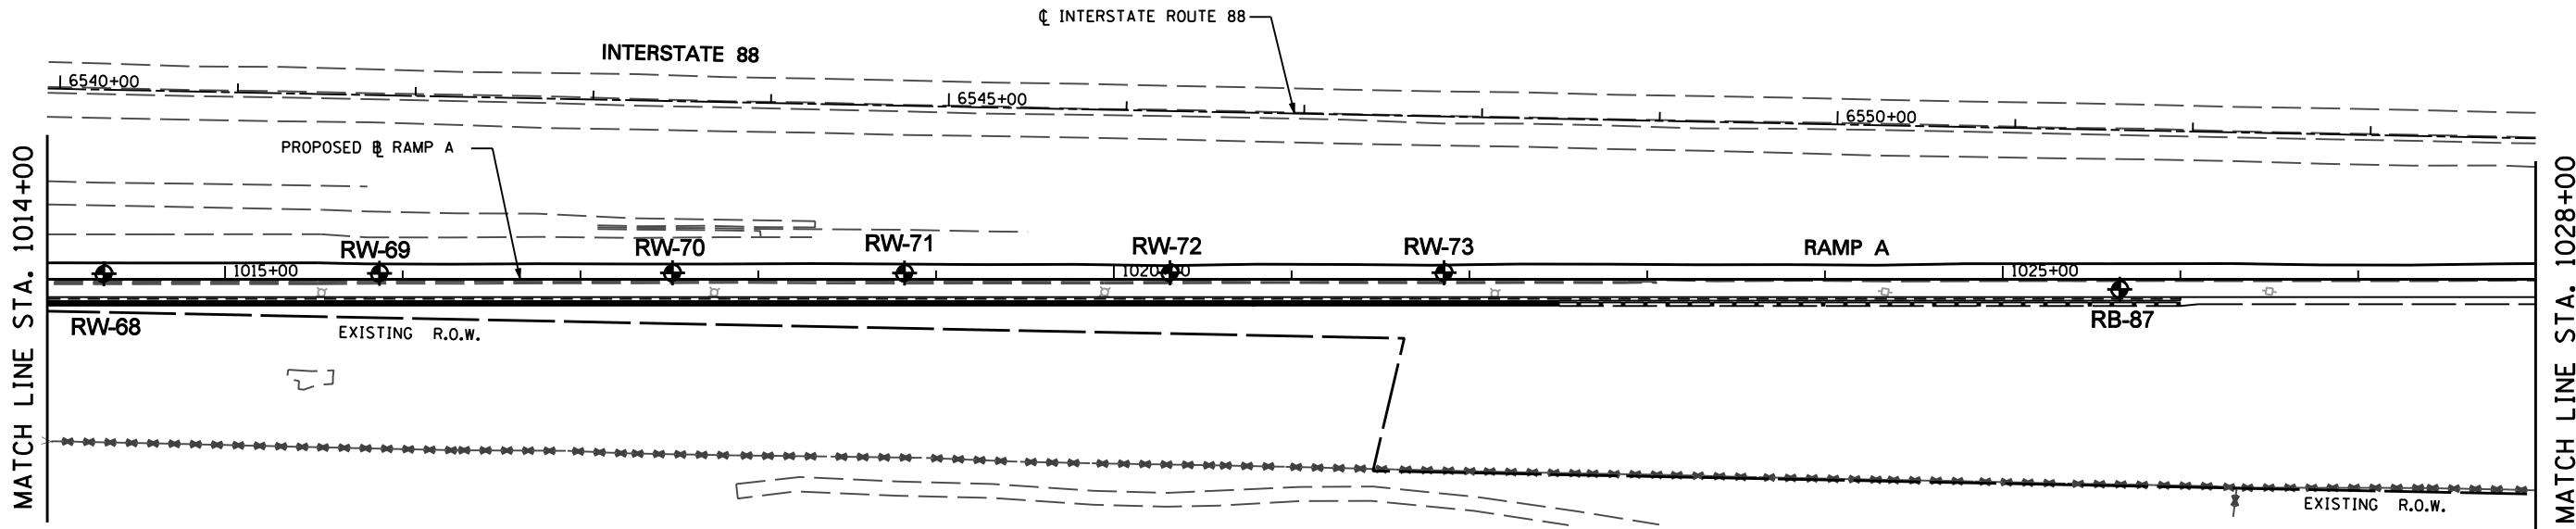 ℄ INTERSTATE ROUTE 88
INTERSTATE 88
6540+00
6545+00
6550+00
PROPOSED ℄ RAMP A
MATCH LINE STA. 1014+00
MATCH LINE STA. 1028+00
RW-69
RW-70
RW-71
RW-72
RW-73
RAMP A
1015+00
1025+00
RW-68
RB-87
EXISTING R.O.W.
EXISTING R.O.W.